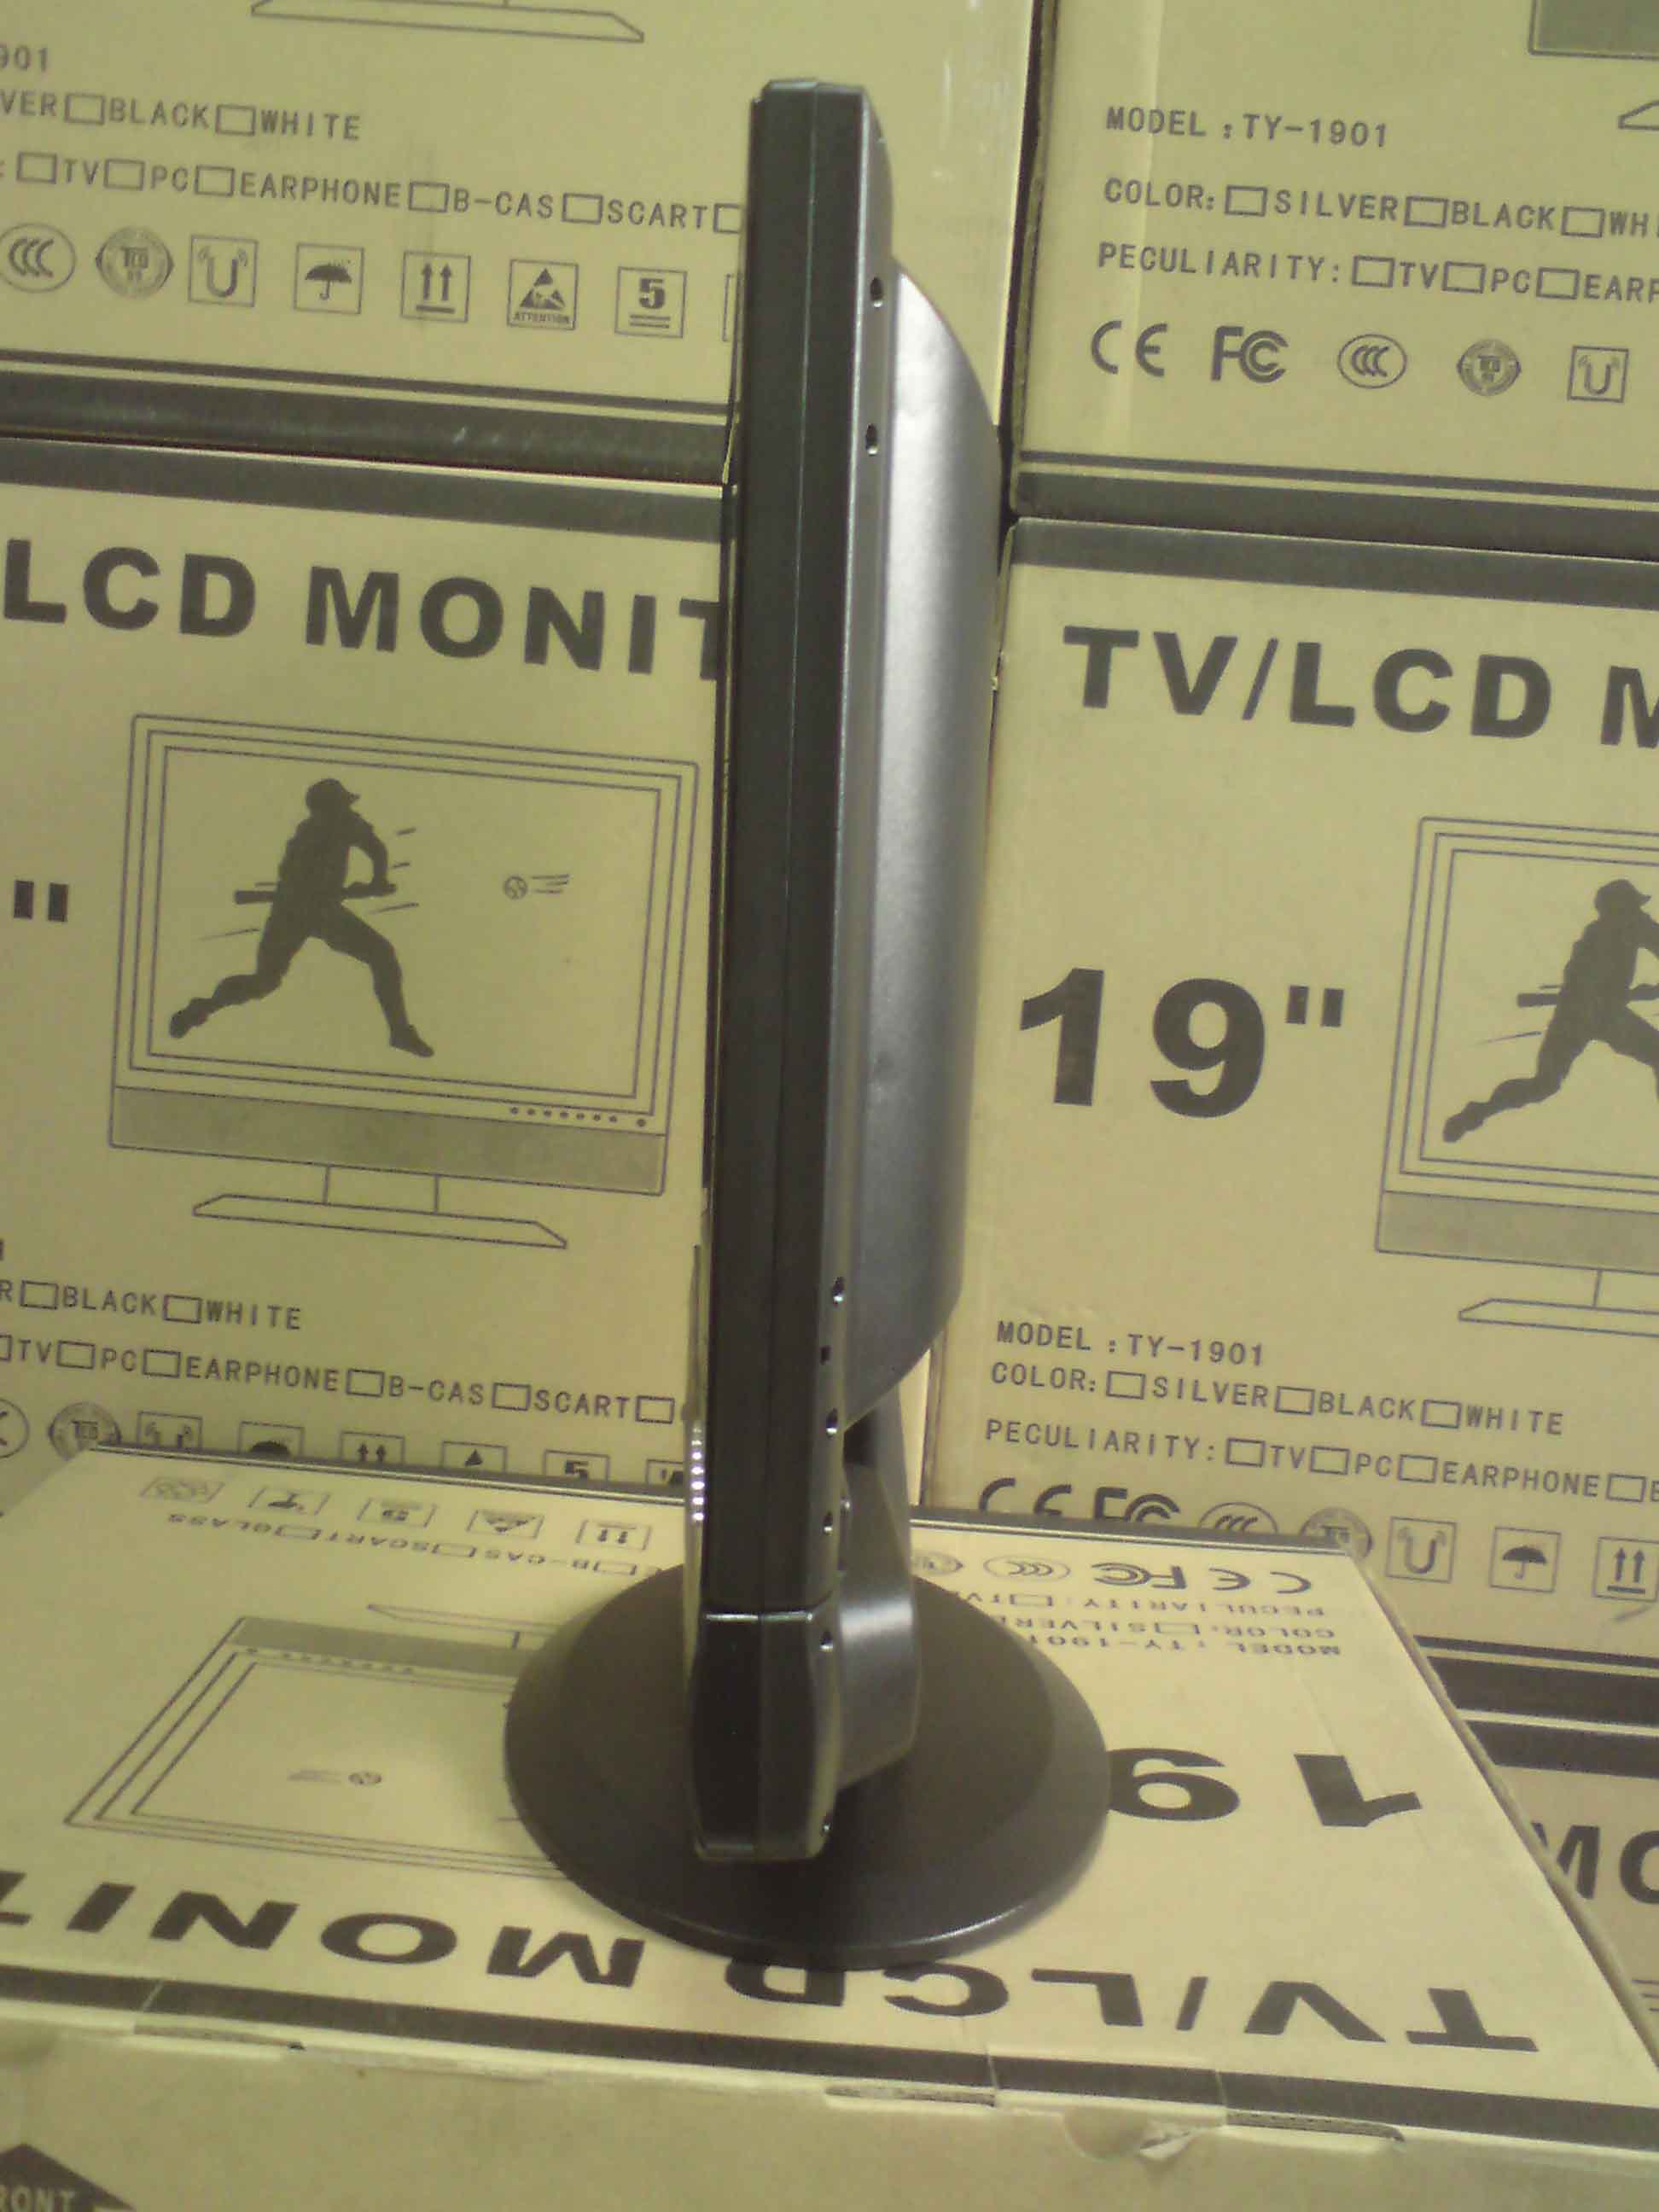 901
VER□BLACK□WHITE
: □TV□PC□EARPHONE□B-CAS□SCART□
ATTENTION
5
MODEL :TY-1901
COLOR:□SILVER□BLACK□WHI
PECULIARITY:□TV□PC□EARP
CE FC
LCD MONIT
"
R□BLACK□WHITE
□TV□PC□EARPHONE□B-CAS□SCART□
5
TV/LCD M
19"
MODEL :TY-1901
COLOR:□SILVER□BLACK□WHITE
PECULIARITY:□TV□PC□EARPHONE□B
CE FC
TV/LCD MONIT
19
MODEL :TY-1901
COLOR:□SILVER□B
PECULIARITY:□TV□
CE FC
□B-CAS□SCART□GLASS
MO
RONT